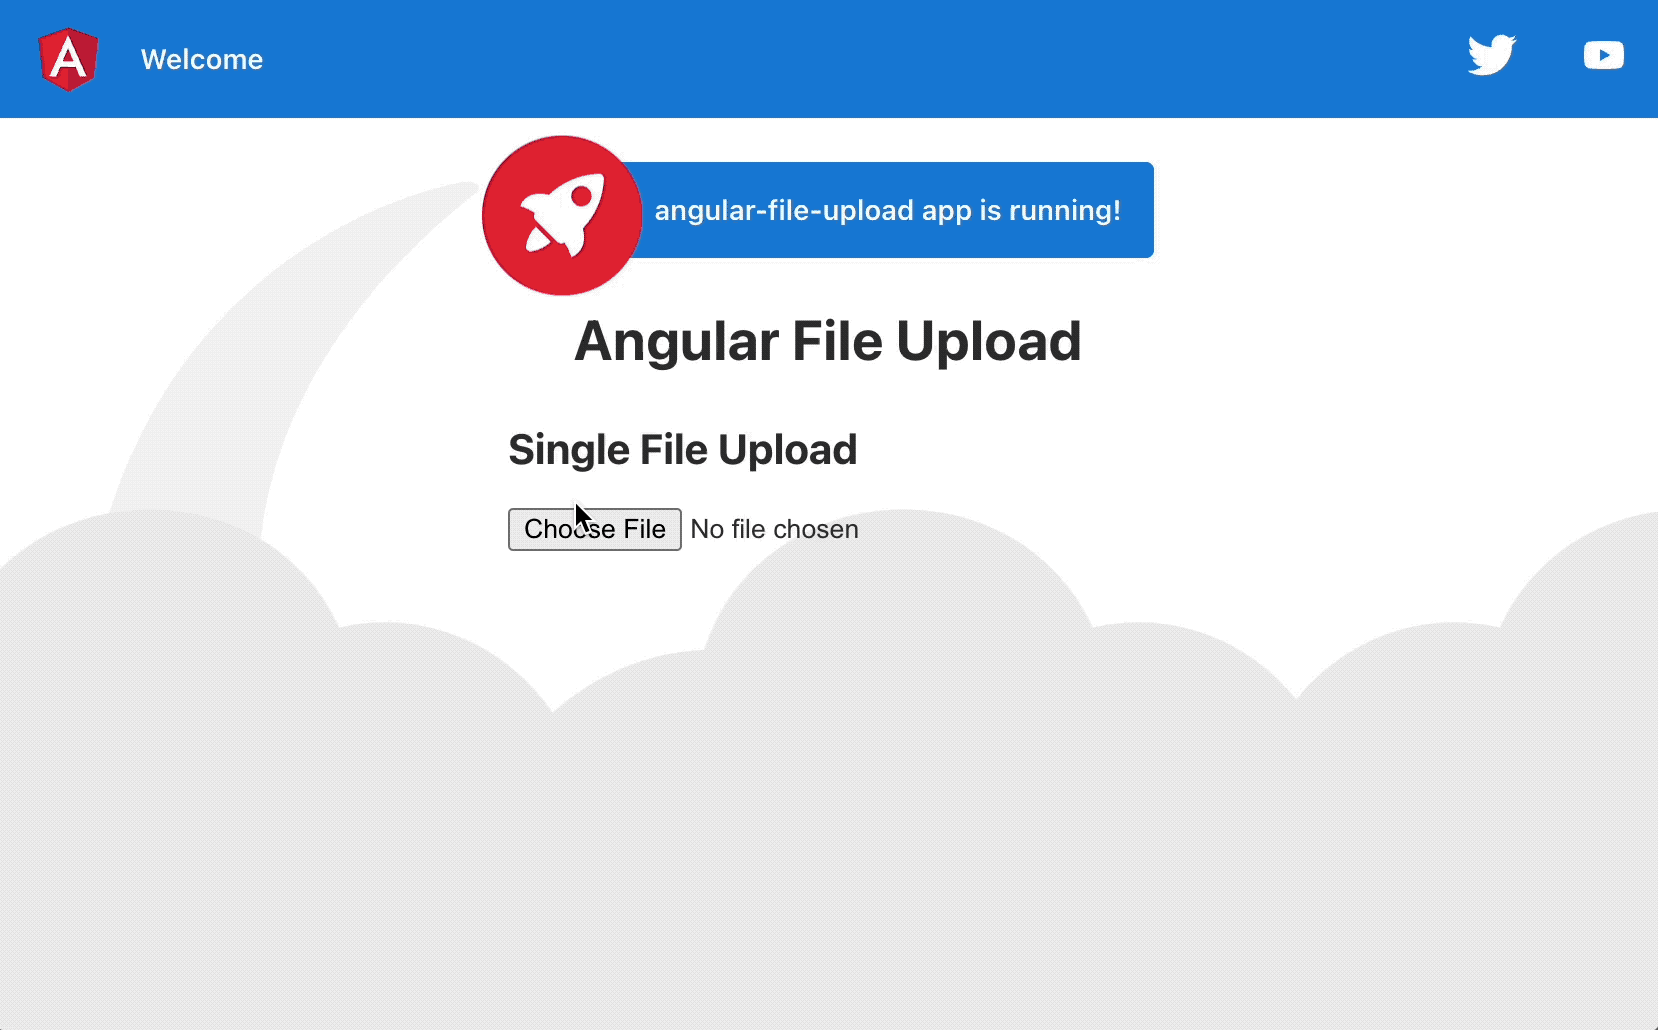 Welcome
angular-file-upload app is running!
Angular File Upload
Single File Upload
Choose File No file chosen